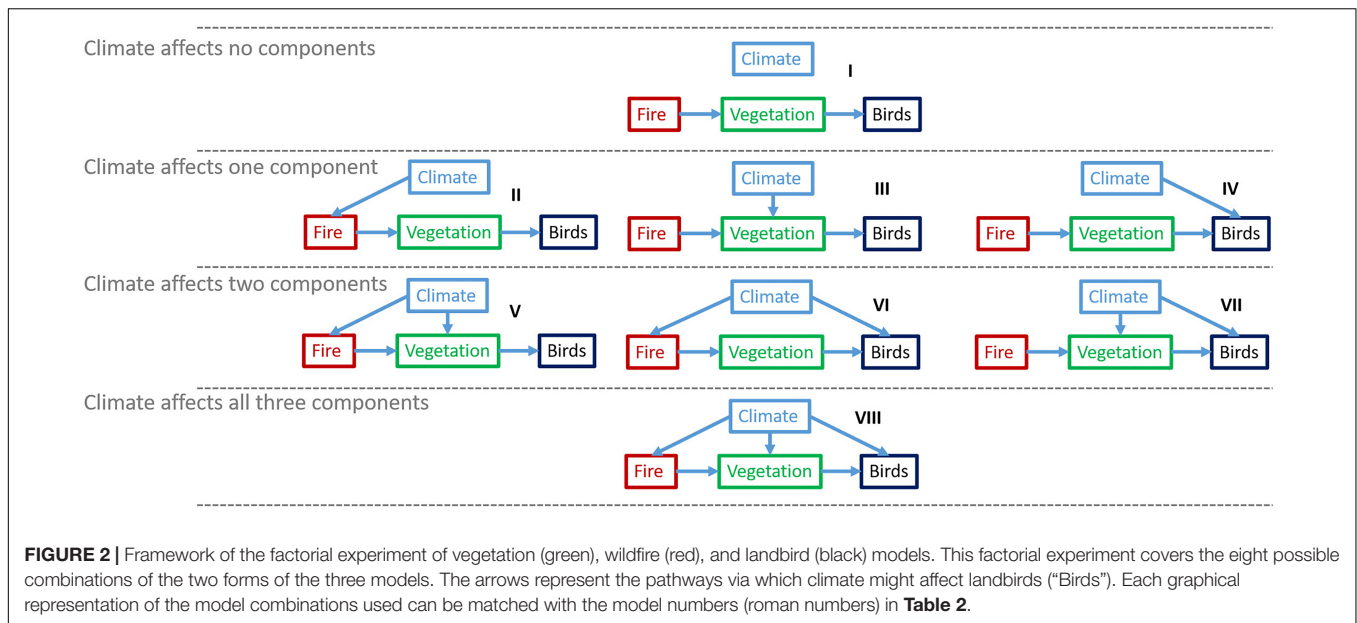 Climate affects no components
Climate
I
Fire
Vegetation
Birds
Climate affects one component
Climate
II
Fire
Vegetation
Birds
Climate
III
Fire
Vegetation
Birds
Climate
IV
Fire
Vegetation
Birds
Climate affects two components
Climate
V
Fire
Vegetation
Birds
Climate
VI
Fire
Vegetation
Birds
Climate
VII
Fire
Vegetation
Birds
Climate affects all three components
Climate
VIII
Fire
Vegetation
Birds
FIGURE 2 | Framework of the factorial experiment of vegetation (green), wildfire (red), and landbird (black) models. This factorial experiment covers the eight possible
combinations of the two forms of the three models. The arrows represent the pathways via which climate might affect landbirds (“Birds”). Each graphical
representation of the model combinations used can be matched with the model numbers (roman numbers) in Table 2.